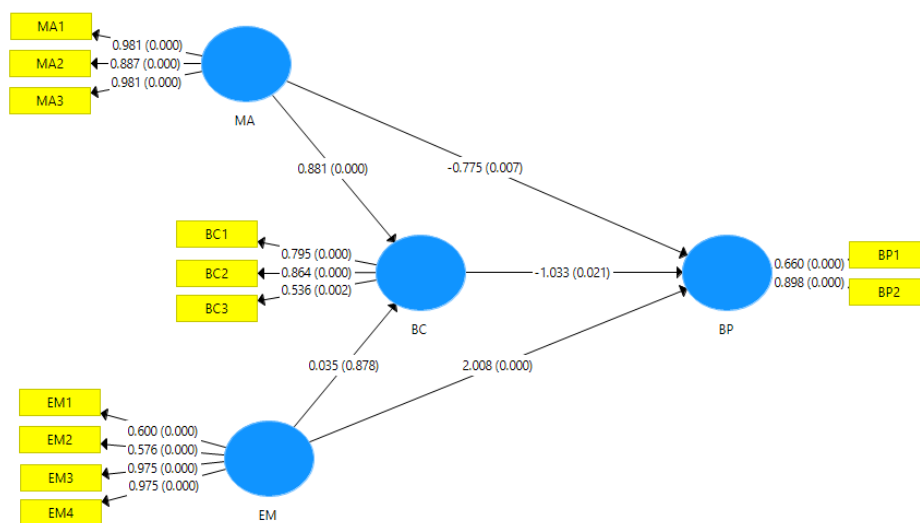 MA1
0.981 (0.000)
MA2
0.887 (0.000)
MA3
0.981 (0.000)
MA
0.881 (0.000)
-0.775 (0.007)
BC1
0.795 (0.000)
BC2
0.864 (0.000)
BC3
0.536 (0.002)
BC
-1.033 (0.021)
BP
0.660 (0.000)
BP1
0.898 (0.000)
BP2
0.035 (0.878)
2.008 (0.000)
EM1
0.600 (0.000)
EM2
0.576 (0.000)
EM3
0.975 (0.000)
EM4
0.975 (0.000)
EM